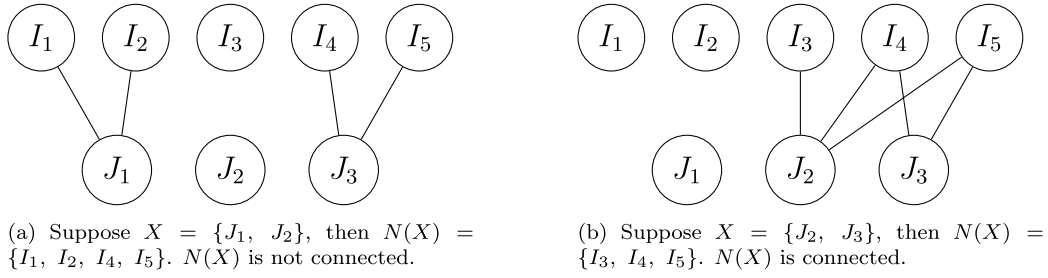 I1 I2 I3 I4 I5
J1 J2 J3
(a) Suppose X = {J1, J2}, then N(X) =
{I1, I2, I4, I5}. N(X) is not connected.
I1 I2 I3 I4 I5
J1 J2 J3
(b) Suppose X = {J2, J3}, then N(X) =
{I3, I4, I5}. N(X) is connected.